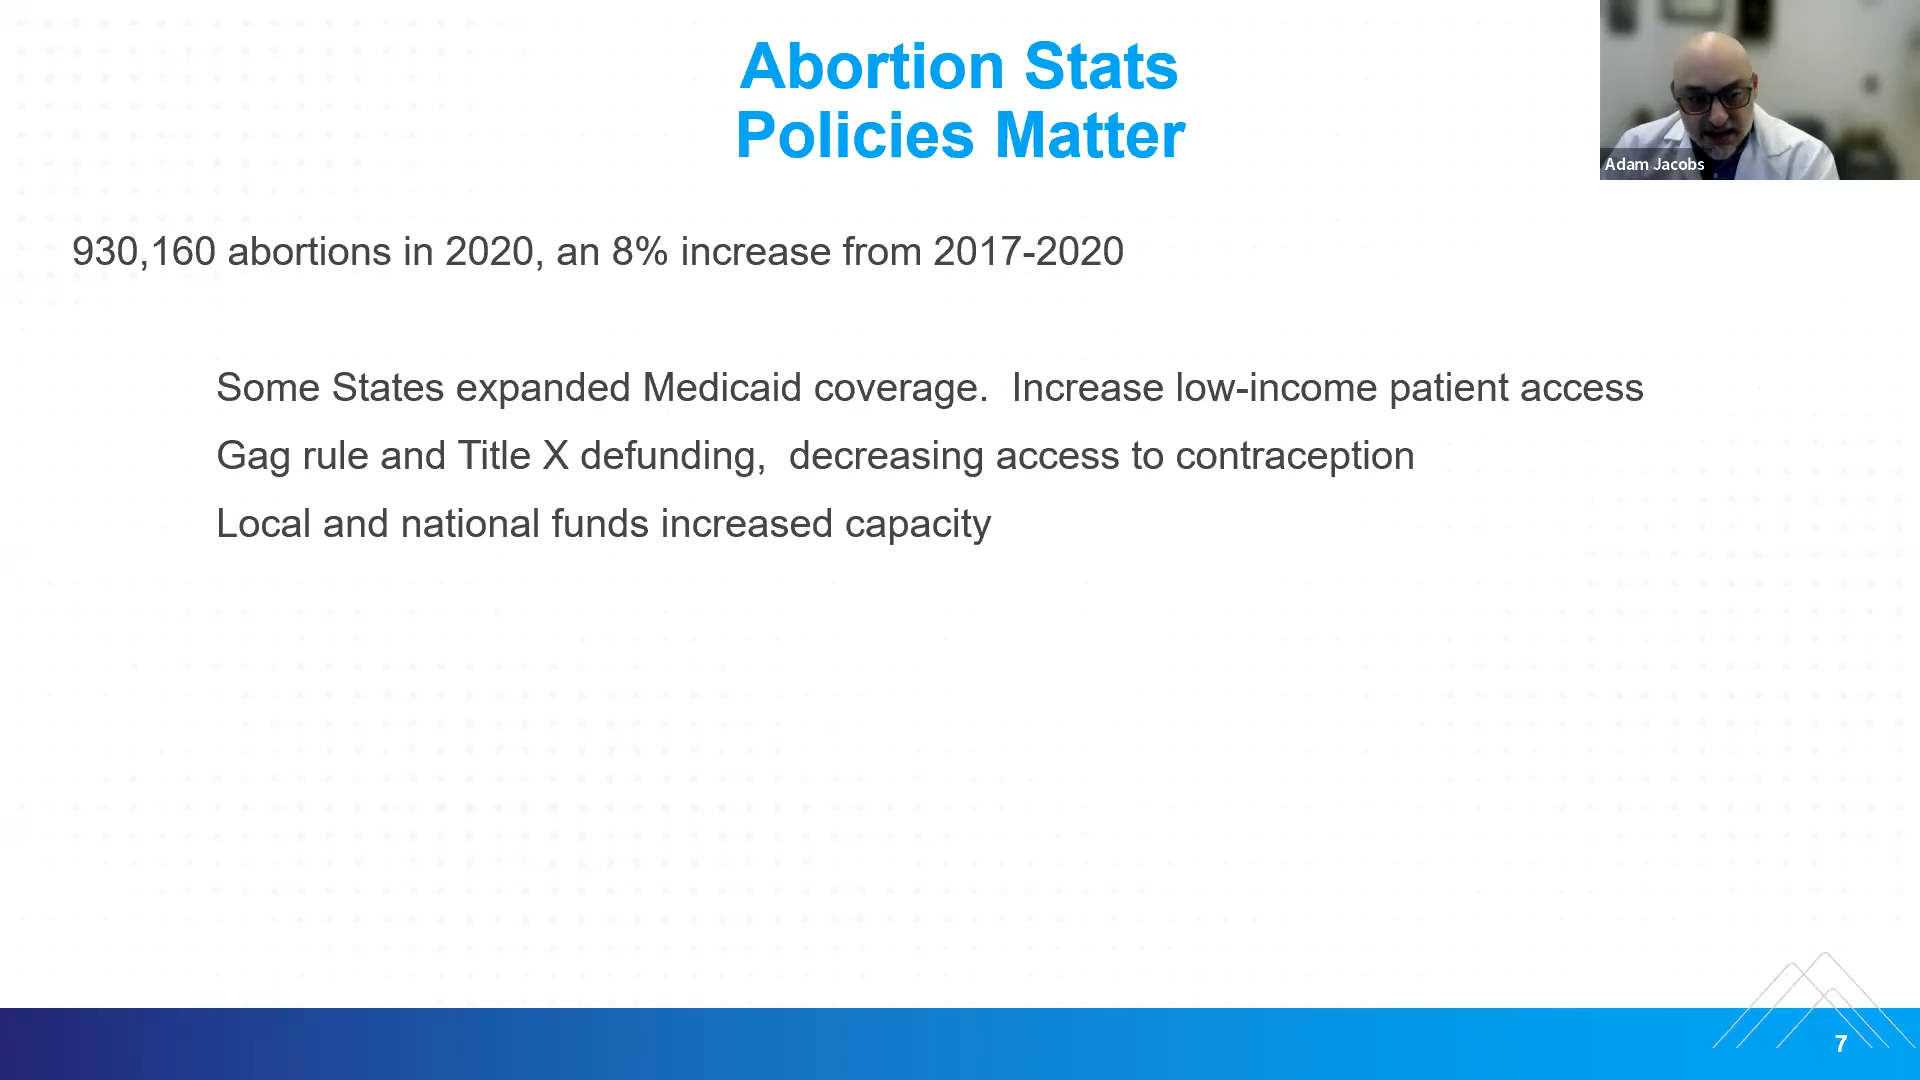 Abortion Stats
Policies Matter
Adam Jacobs
930,160 abortions in 2020, an 8% increase from 2017-2020
Some States expanded Medicaid coverage.  Increase low-income patient access
Gag rule and Title X defunding,  decreasing access to contraception
Local and national funds increased capacity
7